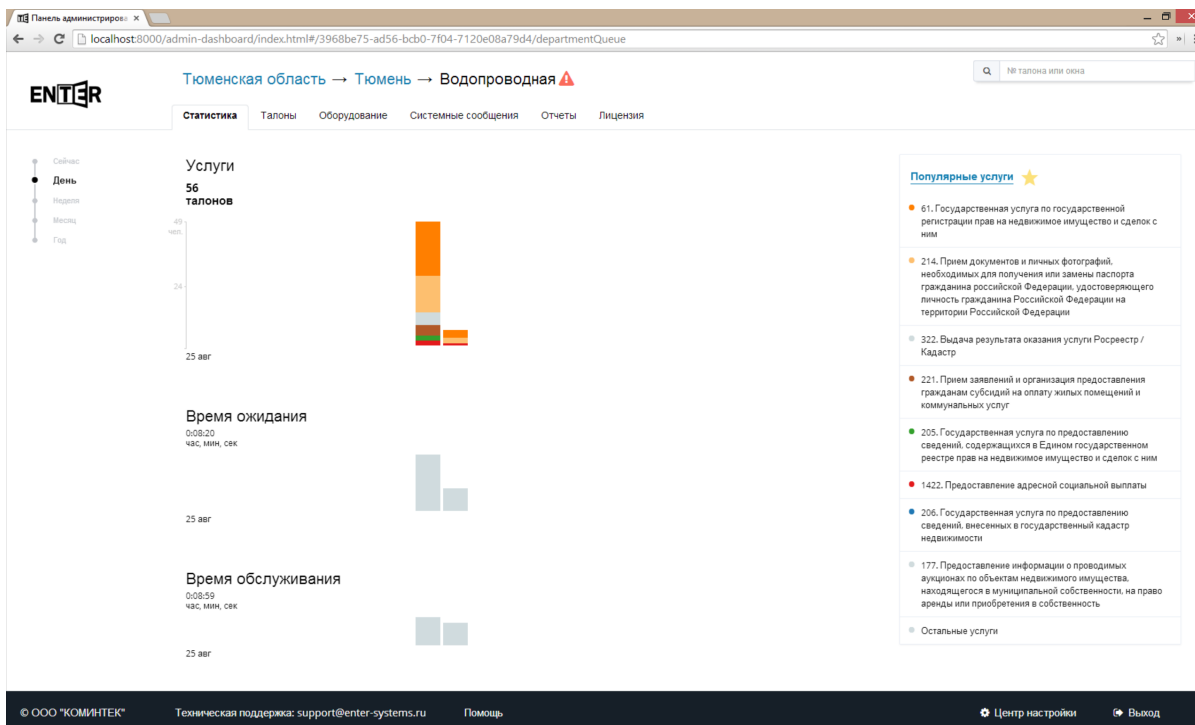 Панель администрирова
localhost:8000/admin-dashboard/index.html#/3968be75-ad56-bcb0-7f04-7120e08a79d4/departmentQueue
ENTER
Тюменская область → Тюмень → Водопроводная
№ талона или окна
Статистика Талоны Оборудование Системные сообщения Отчеты Лицензия
Сейчас
День
Неделя
Месяц
Год
Услуги
56
талонов
49
чел.
24
25 авг
Время ожидания
0:08:20
час, мин, сек
25 авг
Время обслуживания
0:08:59
час, мин, сек
25 авг
Популярные услуги
61. Государственная услуга по государственной
регистрации прав на недвижимое имущество и сделок с
ним
214. Прием документов и личных фотографий,
необходимых для получения или замены паспорта
гражданина российской Федерации, удостоверяющего
личность гражданина Российской Федерации на
территории Российской Федерации
322. Выдача результата оказания услуги Росреестр /
Кадастр
221. Прием заявлений и организация предоставления
гражданам субсидий на оплату жилых помещений и
коммунальных услуг
205. Государственная услуга по предоставлению
сведений, содержащихся в Едином государственном
реестре прав на недвижимое имущество и сделок с ним
1422. Предоставление адресной социальной выплаты
206. Государственная услуга по предоставлению
сведений, внесенных в государственный кадастр
недвижимости
177. Предоставление информации о проводимых
аукционах по объектам недвижимого имущества,
находящегося в муниципальной собственности, на право
аренды или приобретения в собственность
Остальные услуги
© ООО "КОМИНТЕК" Техническая поддержка: support@enter-systems.ru Помощь Центр настройки Выход